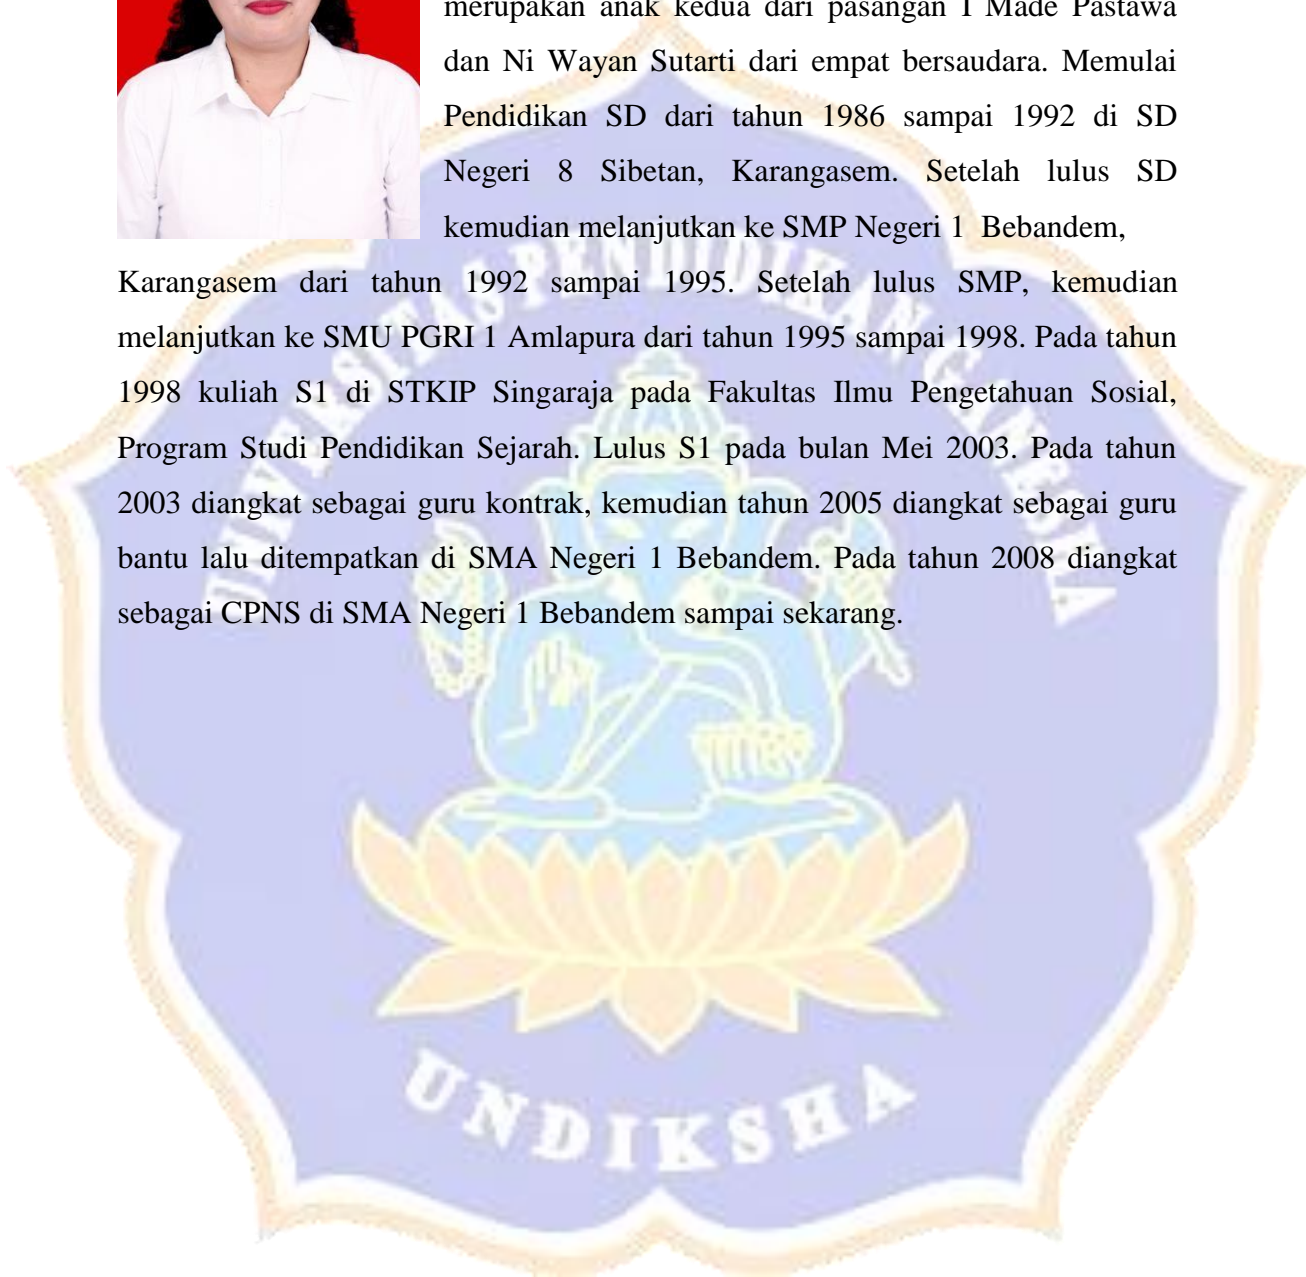 merupakan anak kedua dari pasangan I Made Pastawa
dan Ni Wayan Sutarti dari empat bersaudara. Memulai
Pendidikan SD dari tahun 1986 sampai 1992 di SD
Negeri 8 Sibetan, Karangasem. Setelah lulus SD
kemudian melanjutkan ke SMP Negeri 1 Bebandem,
Karangasem dari tahun 1992 sampai 1995. Setelah lulus SMP, kemudian
melanjutkan ke SMU PGRI 1 Amlapura dari tahun 1995 sampai 1998. Pada tahun
1998 kuliah S1 di STKIP Singaraja pada Fakultas Ilmu Pengetahuan Sosial,
Program Studi Pendidikan Sejarah. Lulus S1 pada bulan Mei 2003. Pada tahun
2003 diangkat sebagai guru kontrak, kemudian tahun 2005 diangkat sebagai guru
bantu lalu ditempatkan di SMA Negeri 1 Bebandem. Pada tahun 2008 diangkat
sebagai CPNS di SMA Negeri 1 Bebandem sampai sekarang.
UNIVERSITAS PENDIDIKAN GANESHA
UNDIKSHA